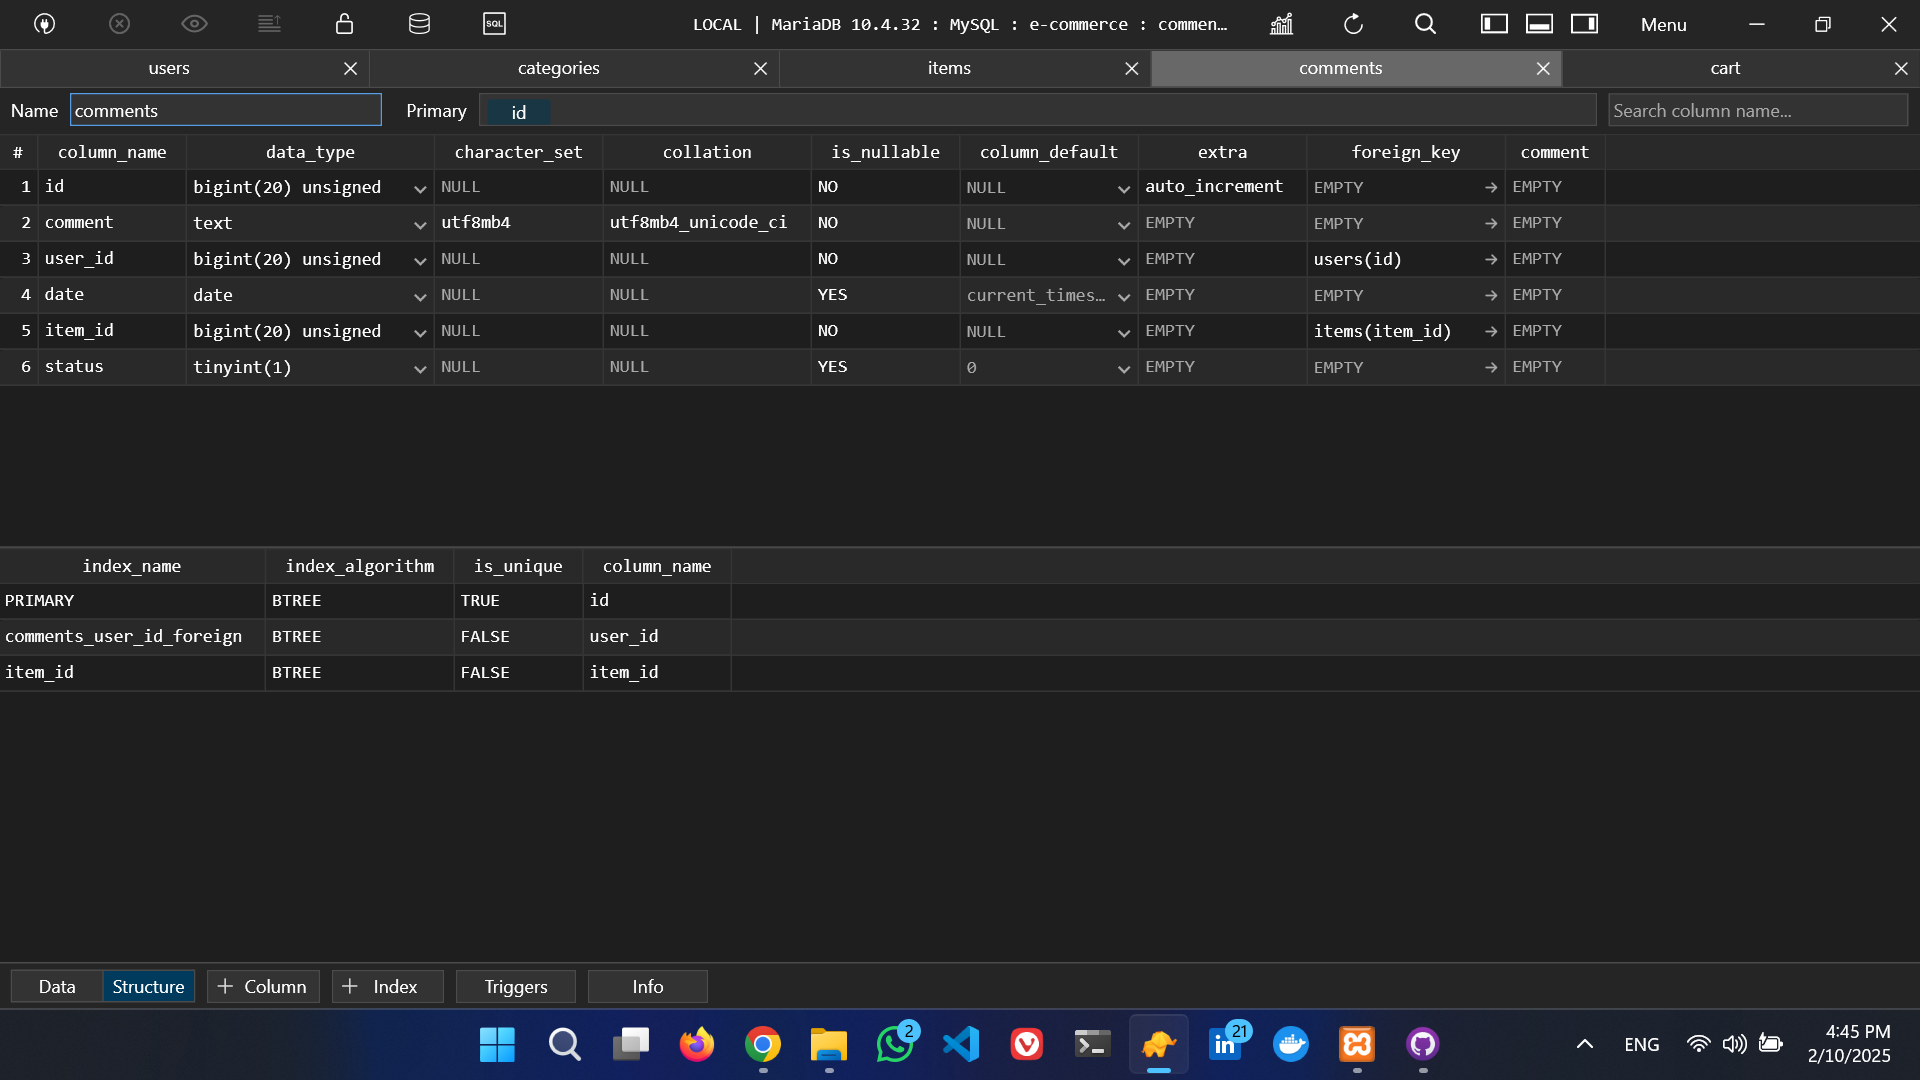 SQL
LOCAL | MariaDB 10.4.32 : MySQL : e-commerce : commen...
Menu
users
categories
items
comments
cart
Name comments Primary id Search column name...
# column_name data_type character_set collation is_nullable column_default extra foreign_key comment
1 id bigint(20) unsigned NULL NULL NO NULL auto_increment EMPTY EMPTY
2 comment text utf8mb4 utf8mb4_unicode_ci NO NULL EMPTY EMPTY EMPTY
3 user_id bigint(20) unsigned NULL NULL NO NULL EMPTY users(id) EMPTY
4 date date NULL NULL YES current_times... EMPTY EMPTY EMPTY
5 item_id bigint(20) unsigned NULL NULL NO NULL EMPTY items(item_id) EMPTY
6 status tinyint(1) NULL NULL YES 0 EMPTY EMPTY EMPTY
index_name index_algorithm is_unique column_name
PRIMARY BTREE TRUE id
comments_user_id_foreign BTREE FALSE user_id
item_id BTREE FALSE item_id
Data Structure + Column + Index Triggers Info
2
in 21
ENG
4:45 PM
2/10/2025